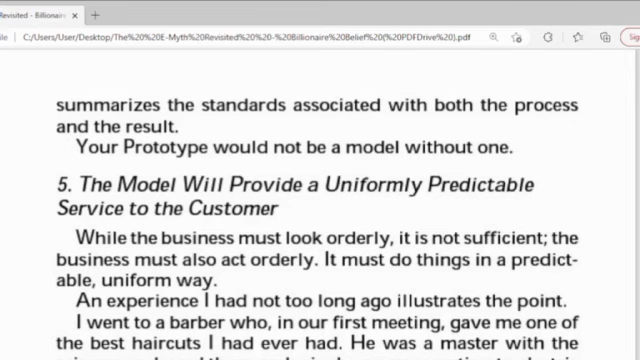 Revisited - Billionaire
file
C:/Users/User/Desktop/The%20%20E-Myth%20Revisited%20%20-%20Billionaire%20Belief%20(%20PDFDrive%20).pdf
Sign
summarizes the standards associated with both the process
and the result.
Your Prototype would not be a model without one.
5. The Model Will Provide a Uniformly Predictable
Service to the Customer
While the business must look orderly, it is not sufficient; the
business must also act orderly. It must do things in a predict-
able, uniform way.
An experience I had not too long ago illustrates the point.
I went to a barber who, in our first meeting, gave me one of
the best haircuts I had ever had. He was a master with the